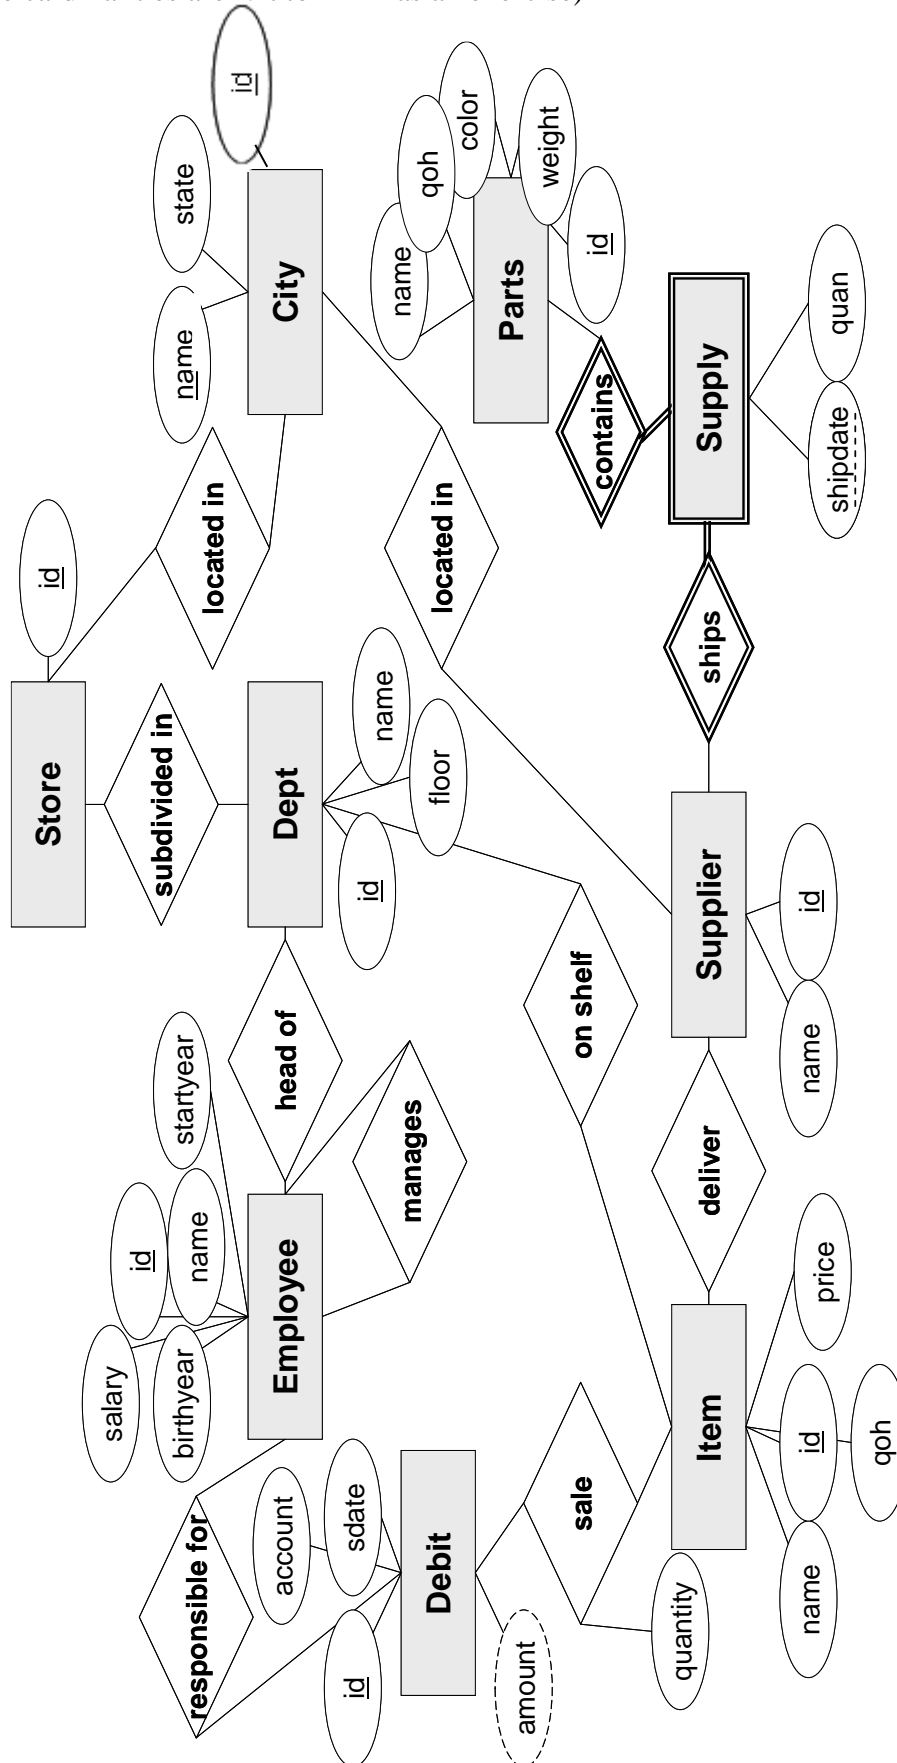 Store
id
salary
id
subdivided in
birthyear
name
startyear
name
state
responsible for
located in
id
account
Employee
head of
Dept
City
id
sdate
id
name
name
manages
floor
located in
qoh
Debit
color
amount
Parts
weight
sale
on shelf
contains
id
quantity
Item
deliver
Supplier
ships
Supply
name
id
price
name
id
shipdate
quan
qoh